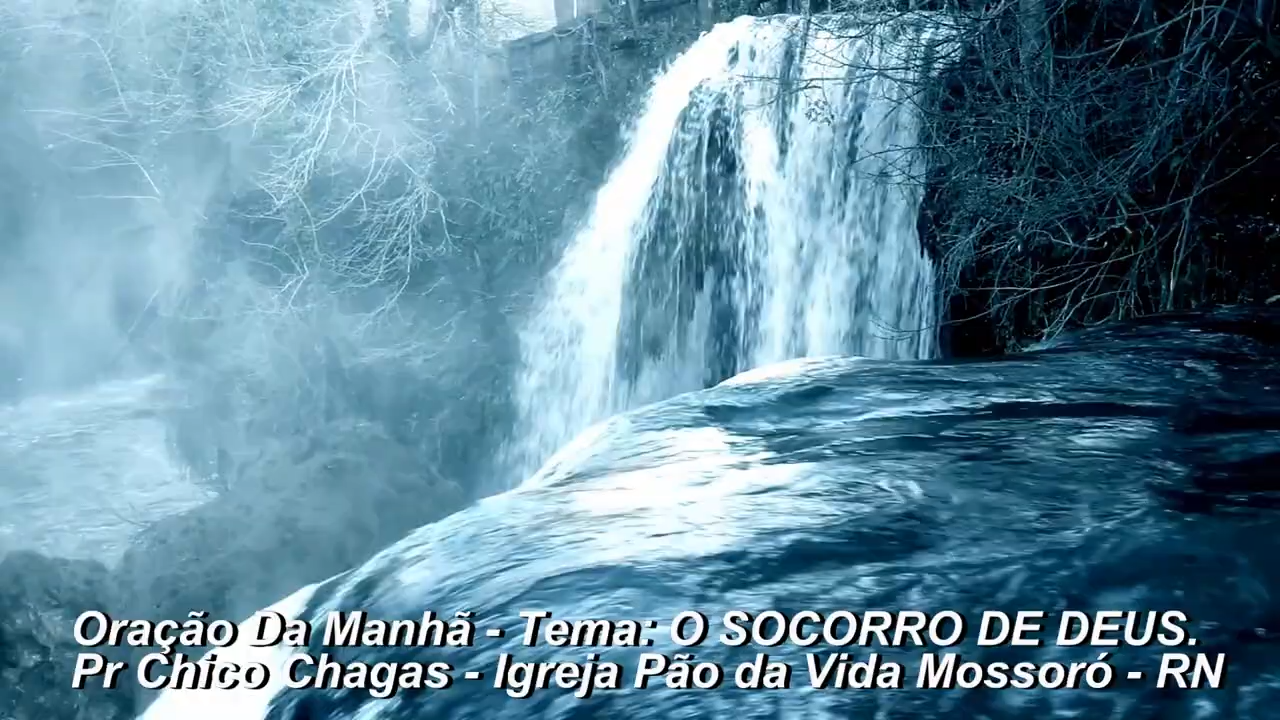 Oração Da Manhã - Tema: O SOCORRO DE DEUS.
Pr Chico Chagas - Igreja Pão da Vida Mossoró - RN